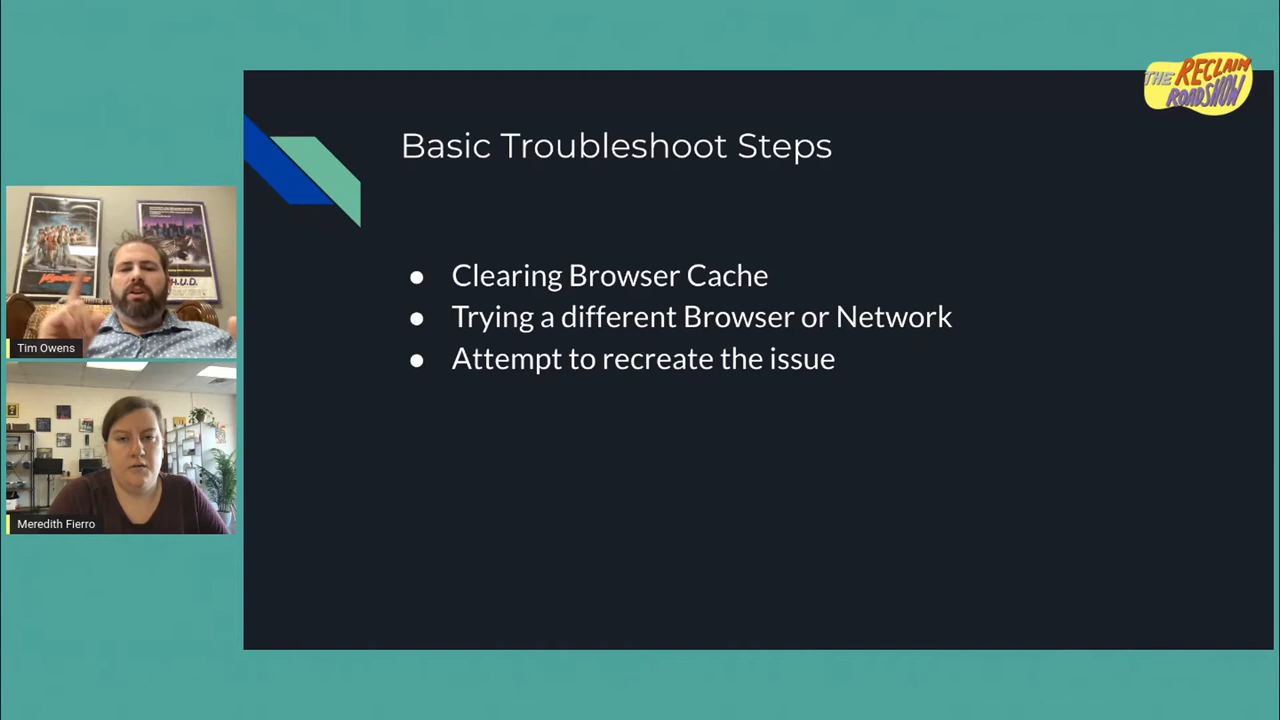 THE RECLAIM
ROADSHOW
Basic Troubleshoot Steps
● Clearing Browser Cache
● Trying a different Browser or Network
● Attempt to recreate the issue
C.H.U.D.
Tim Owens
Meredith Fierro